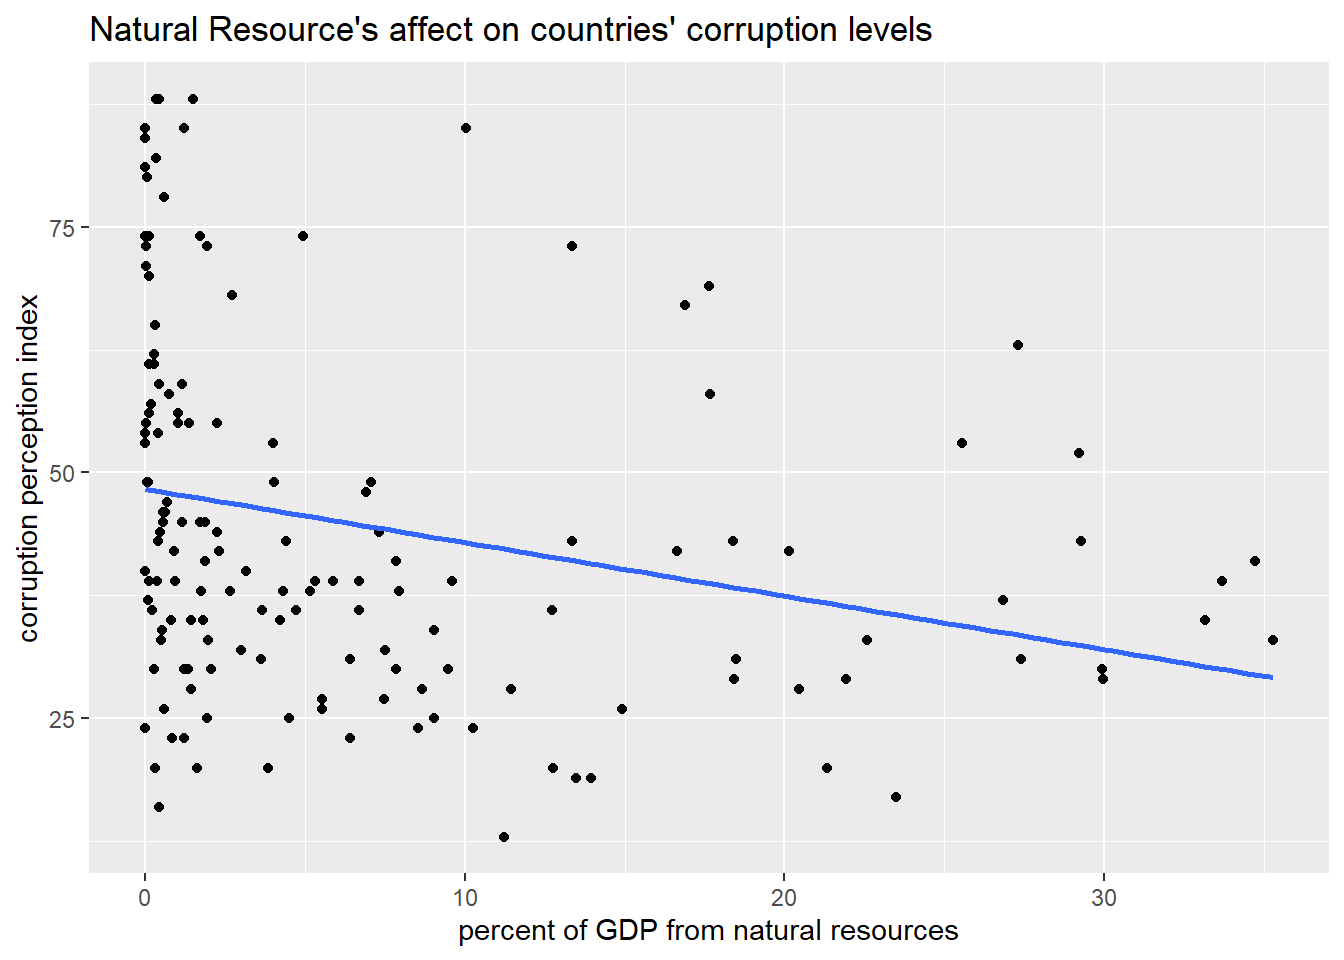 Natural Resource's affect on countries' corruption levels
75
50
25
corruption perception index
0 10 20 30
percent of GDP from natural resources